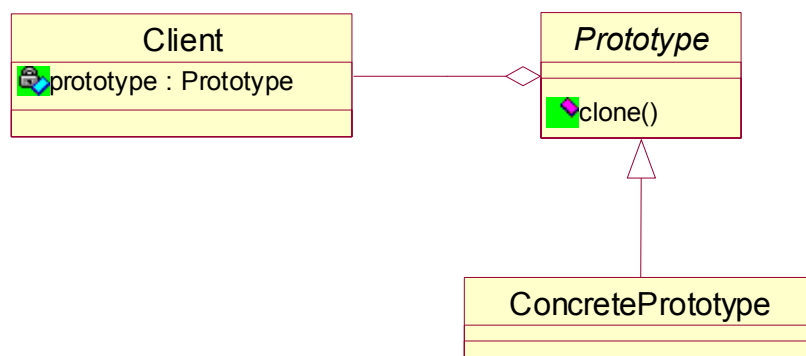 Client
prototype : Prototype
Prototype
clone()
ConcretePrototype